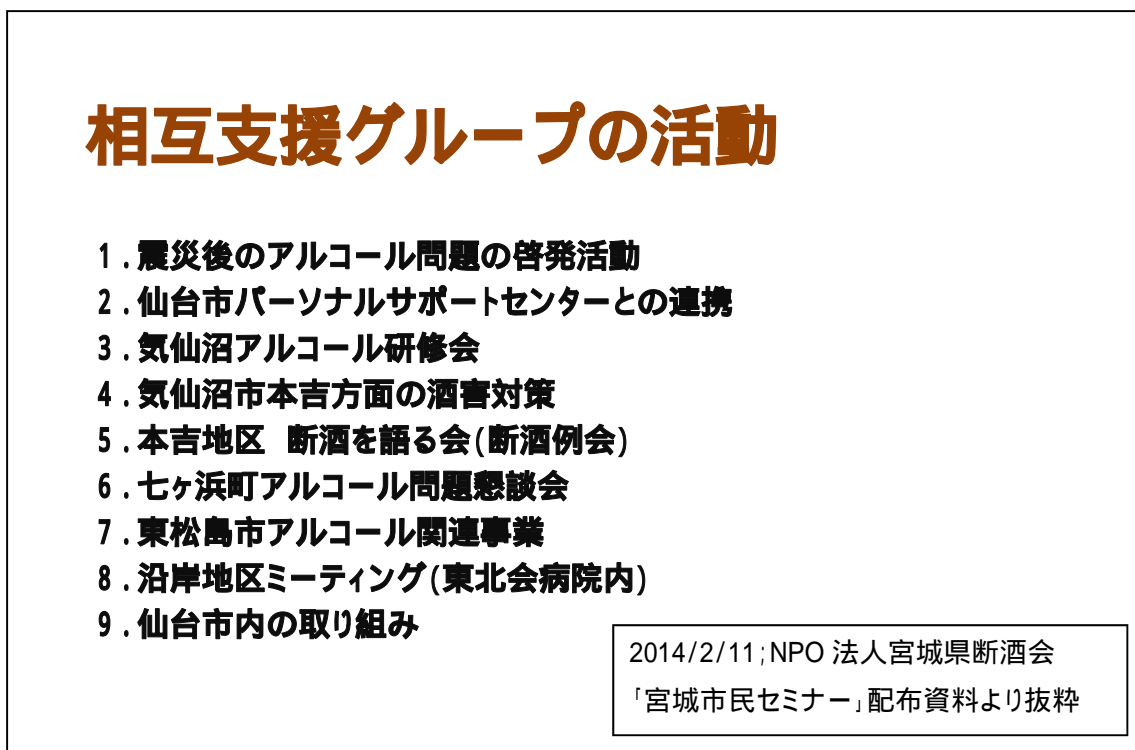 相互支援グループの活動
1.震災後のアルコール問題の啓発活動
2.仙台市パーソナルサポートセンターとの連携
3.気仙沼アルコール研修会
4.気仙沼市本吉方面の酒害対策
5.本吉地区 断酒を語る会(断酒例会)
6.七ヶ浜町アルコール問題懇談会
7.東松島市アルコール関連事業
8.沿岸地区ミーティング(東北会病院内)
9.仙台市内の取り組み
2014/2/11;NPO 法人宮城県断酒会
「宮城市民セミナー」配布資料より抜粋